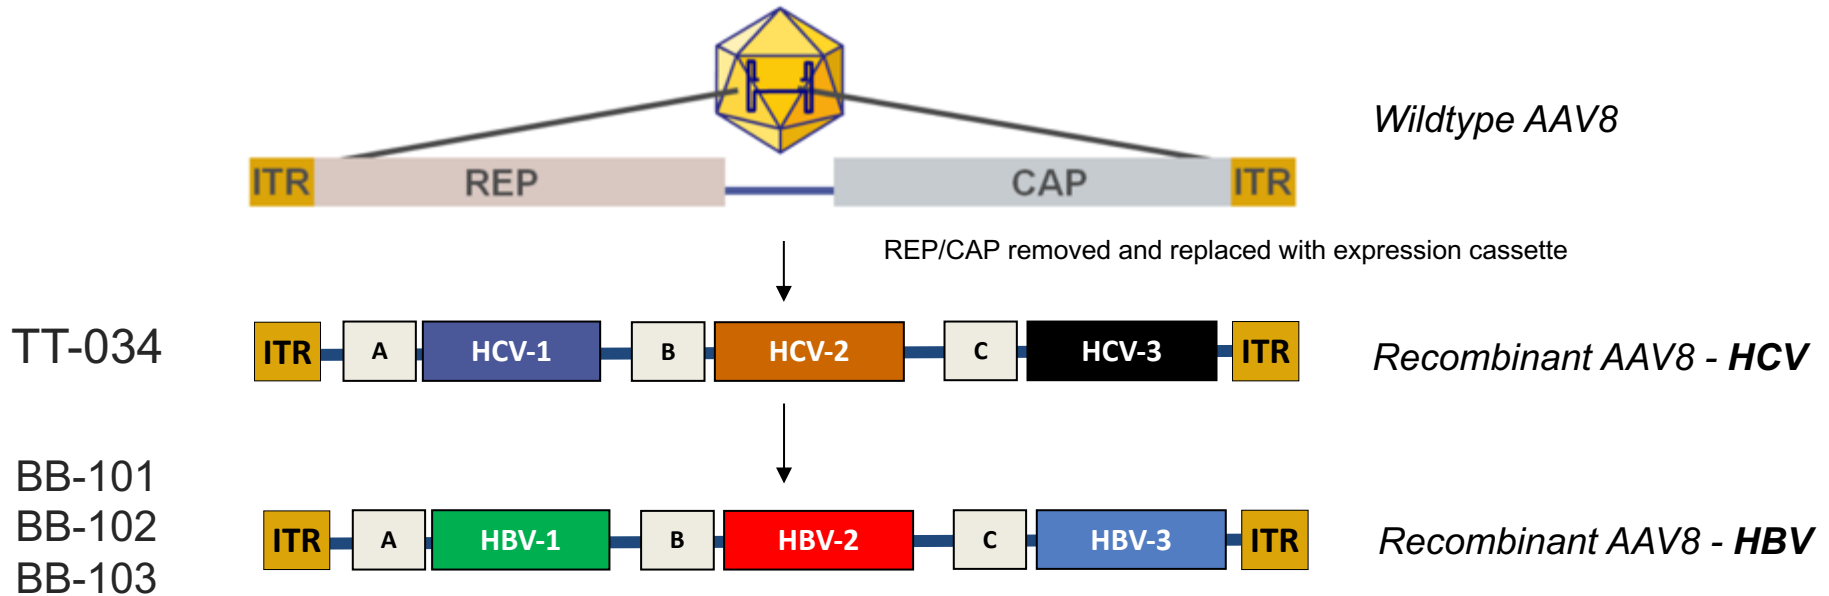 Wildtype AAV8
ITR REP CAP ITR
REP/CAP removed and replaced with expression cassette
TT-034 ITR A HCV-1 B HCV-2 C HCV-3 ITR Recombinant AAV8 - HCV
BB-101
BB-102 ITR A HBV-1 B HBV-2 C HBV-3 ITR Recombinant AAV8 - HBV
BB-103